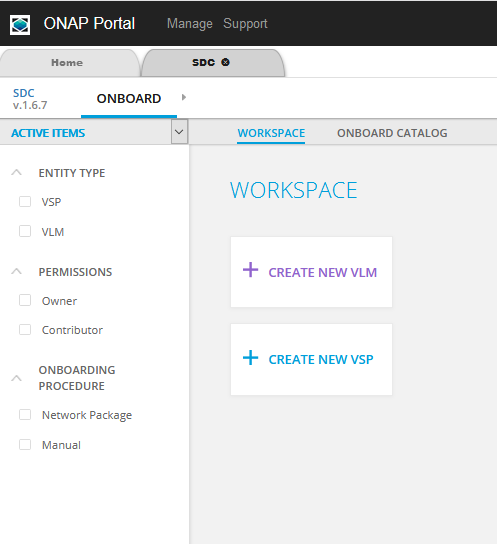 ONAP Portal Manage Support
Home SDC
SDC
v.1.6.7
ONBOARD
ACTIVE ITEMS
WORKSPACE ONBOARD CATALOG
ENTITY TYPE
VSP
VLM
PERMISSIONS
Owner
Contributor
ONBOARDING
PROCEDURE
Network Package
Manual
WORKSPACE
CREATE NEW VLM
CREATE NEW VSP